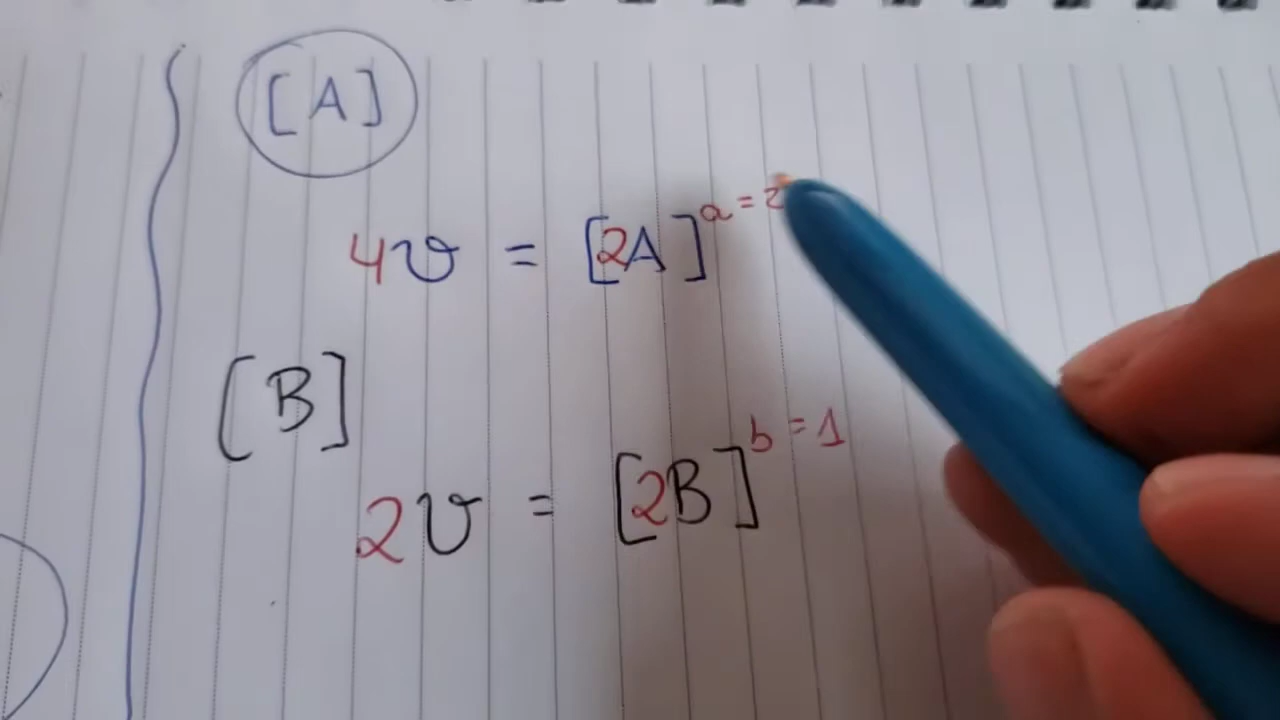 [A]
4v = [2A]^a=2
[B]
2v = [2B]^b=1